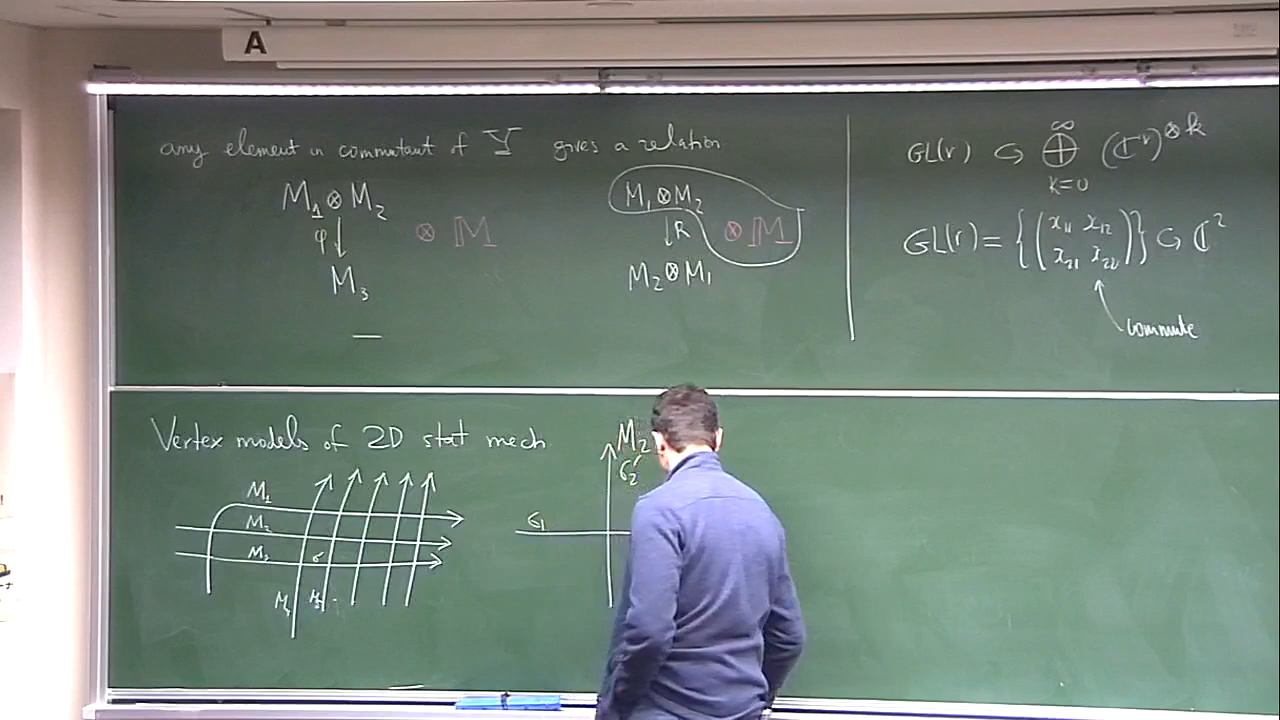 A
any element in commutant of Y gives a relation
M₁ ⊗ M₂
φ ↓ ⊗ M
M₃
M₁ ⊗ M₂
↓ R ⊗ M
M₂ ⊗ M₁
GL(r) ↪ ⊕ (ℂʳ)^{⊗k}
∞
k=0
GL(r) = {(x₁₁ x₁₂
x₂₁ x₂₂)} ↪ ℂ²
commute
Vertex models of 2D stat mech
M₁
M₂
M₃
σ
M₂
σ₂'
σ₁